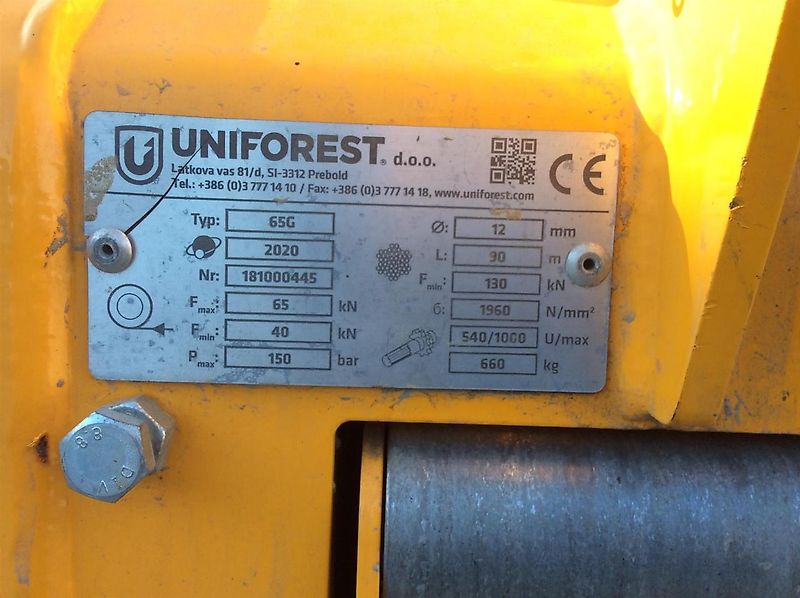 UNIFOREST® d.o.o.
Latkova vas 81/d, SI-3312 Prebold
Tel.: +386 (0)3 777 14 10 / Fax: +386 (0)3 777 14 18, www.uniforest.com
CE
Typ: 65G
2020
Nr: 181000445
Fmax: 65 kN
Fmin: 40 kN
Pmax: 150 bar
Ø: 12 mm
L: 90 m
Fmin: 130 kN
б: 1960 N/mm²
540/1000 U/max
660 kg
8.8